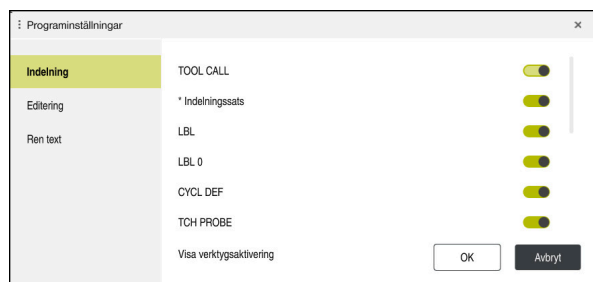 Programinställningar
Indelning
Editering
Ren text
TOOL CALL
* Indelningssats
LBL
LBL 0
CYCL DEF
TCH PROBE
Visa verktygsaktivering
OK
Avbryt